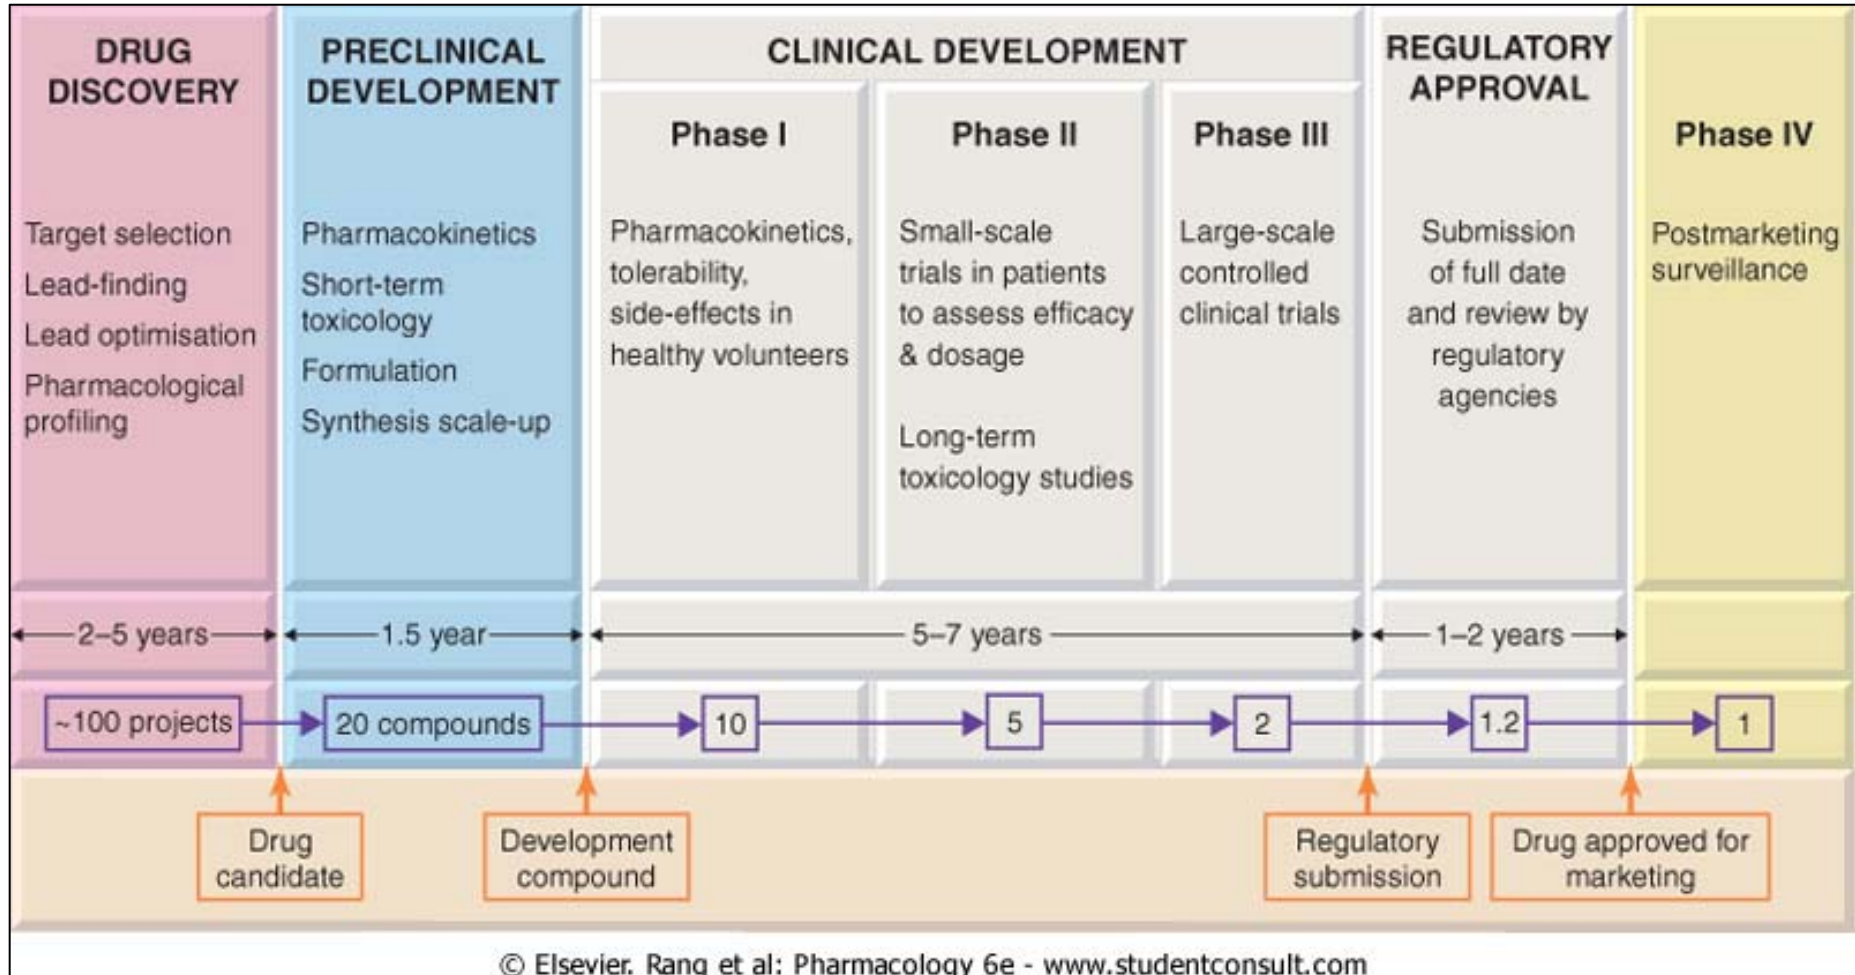 DRUG
DISCOVERY
Target selection
Lead-finding
Lead optimisation
Pharmacological
profiling
2–5 years
~100 projects
PRECLINICAL
DEVELOPMENT
Pharmacokinetics
Short-term
toxicology
Formulation
Synthesis scale-up
1.5 year
20 compounds
CLINICAL DEVELOPMENT
Phase I
Pharmacokinetics,
tolerability,
side-effects in
healthy volunteers
Phase II
Small-scale
trials in patients
to assess efficacy
& dosage
Long-term
toxicology studies
Phase III
Large-scale
controlled
clinical trials
5–7 years
10
5
2
REGULATORY
APPROVAL
Submission
of full date
and review by
regulatory
agencies
1–2 years
1.2
Phase IV
Postmarketing
surveillance
1
Drug
candidate
Development
compound
Regulatory
submission
Drug approved for
marketing
© Elsevier. Rang et al: Pharmacology 6e - www.studentconsult.com